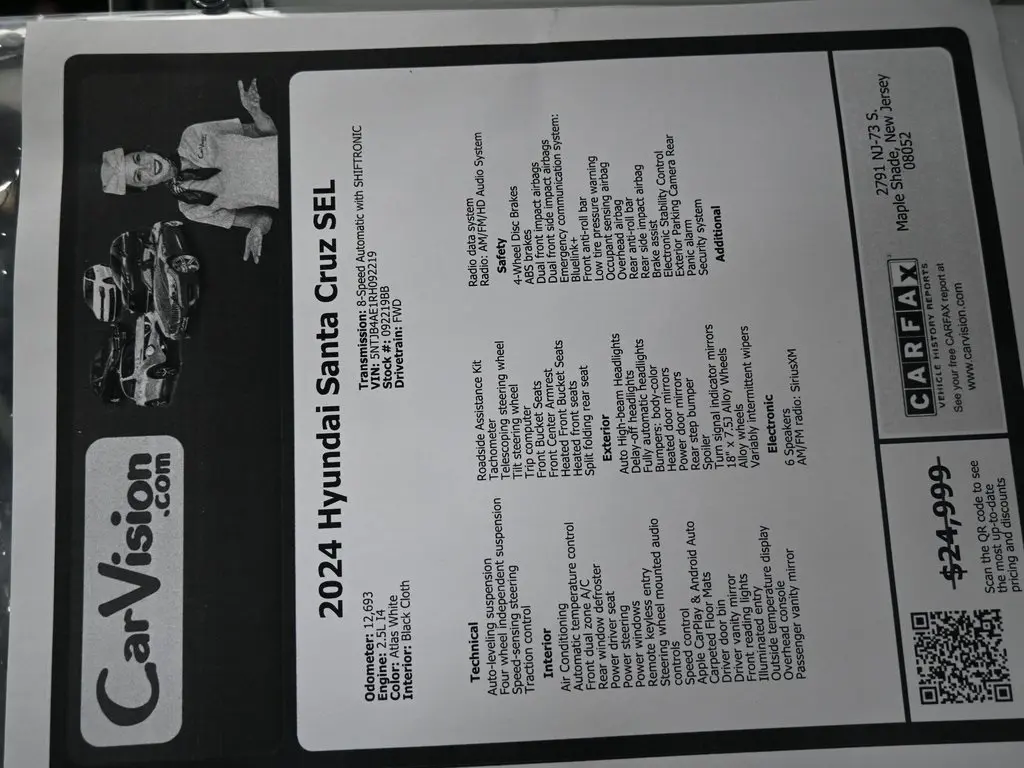 CarVision
.com
2024 Hyundai Santa Cruz SEL
Odometer: 12,693
Engine: 2.5L I4
Color: Atlas White
Interior: Black Cloth
Transmission: 8-Speed Automatic with SHIFTRONIC
VIN: 5NTJB4AE1RH092219
Stock #: 092219BB
Drivetrain: FWD
Technical
Auto-leveling suspension
Four wheel independent suspension
Speed-sensing steering
Traction control
Interior
Air Conditioning
Automatic temperature control
Front dual zone A/C
Rear window defroster
Power driver seat
Power steering
Power windows
Remote keyless entry
Steering wheel mounted audio
controls
Speed control
Apple CarPlay & Android Auto
Carpeted Floor Mats
Driver door bin
Driver vanity mirror
Front reading lights
Illuminated entry
Outside temperature display
Overhead console
Passenger vanity mirror
Roadside Assistance Kit
Tachometer
Telescoping steering wheel
Tilt steering wheel
Trip computer
Front Bucket Seats
Front Center Armrest
Heated Front Bucket Seats
Heated front seats
Split folding rear seat
Exterior
Auto High-beam Headlights
Delay-off headlights
Fully automatic headlights
Bumpers: body-color
Heated door mirrors
Power door mirrors
Rear step bumper
Spoiler
Turn signal indicator mirrors
18" x 7.5J Alloy Wheels
Alloy wheels
Variably intermittent wipers
Electronic
6 Speakers
AM/FM radio: SiriusXM
Radio data system
Radio: AM/FM/HD Audio System
Safety
4-Wheel Disc Brakes
ABS brakes
Dual front impact airbags
Dual front side impact airbags
Emergency communication system:
Bluelink+
Front anti-roll bar
Low tire pressure warning
Occupant sensing airbag
Overhead airbag
Rear anti-roll bar
Rear side impact airbag
Brake assist
Electronic Stability Control
Exterior Parking Camera Rear
Panic alarm
Security system
Additional
$24,999
Scan the QR code to see
the most up-to-date
pricing and discounts
CARFAX
VEHICLE HISTORY REPORTS
See your free CARFAX report at
www.carvision.com
2791 NJ-73 S.
Maple Shade, New Jersey
08052